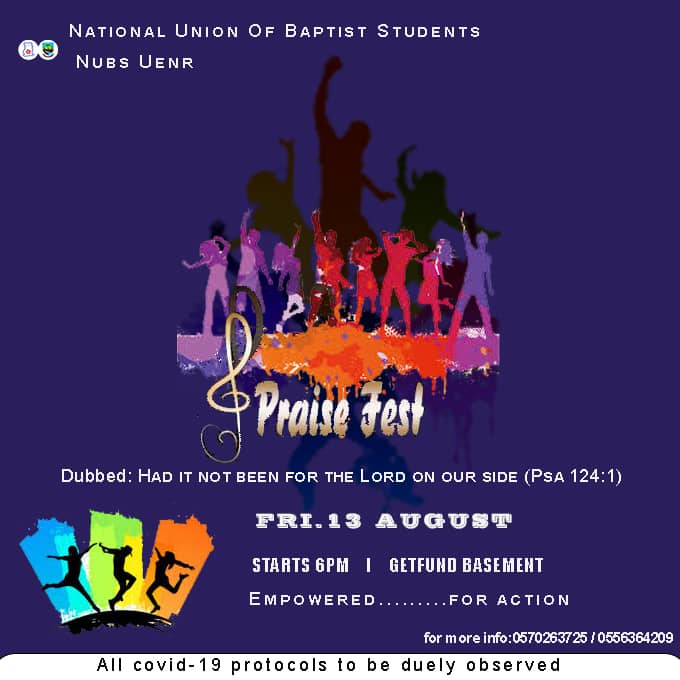 National Union Of Baptist Students
Nubs Uenr
Praise Fest
Dubbed: Had it not been for the Lord on our side (Psa 124:1)
FRI.13 AUGUST
STARTS 6PM I GETFUND BASEMENT
Empowered.........for action
for more info:0570263725 / 0556364209
All covid-19 protocols to be duely observed